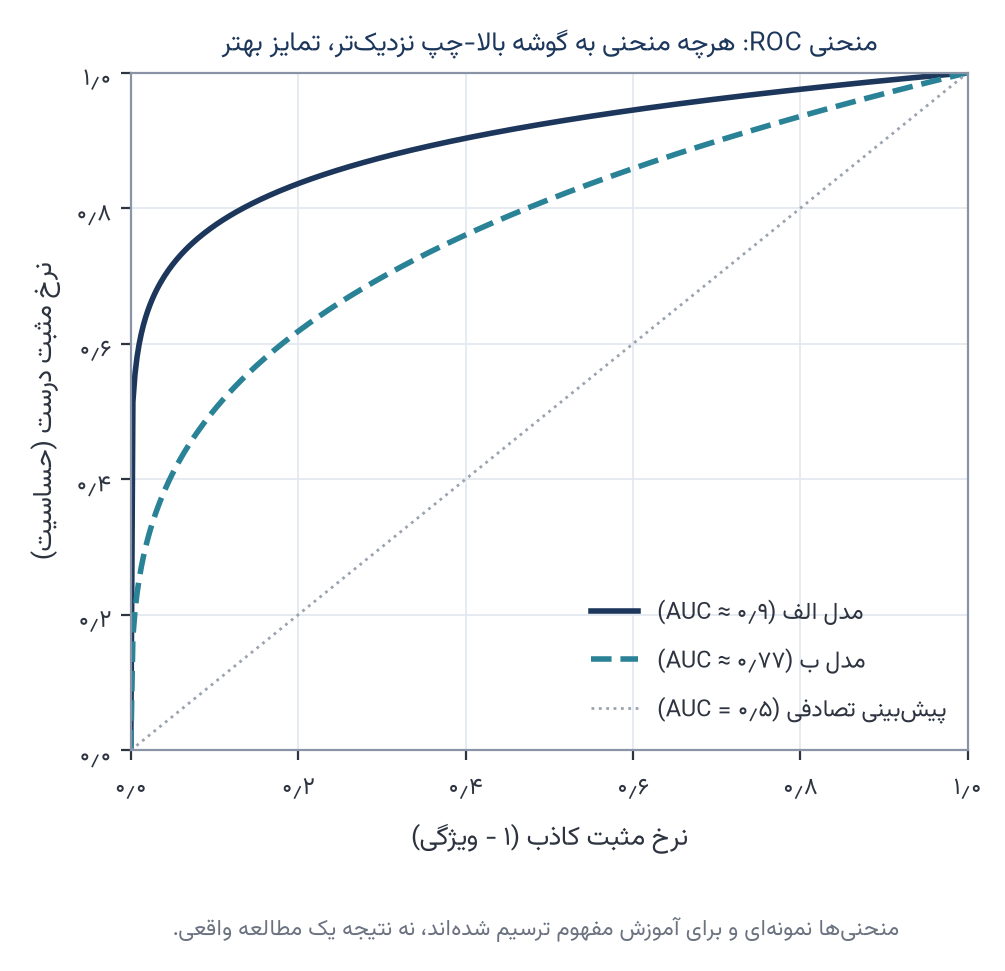 منحنی ROC: هرچه منحنی به گوشه بالا-چپ نزدیک‌تر، تمایز بهتر
۱٫۰
۰٫۸
۰٫۶
۰٫۴
۰٫۲
۰٫۰
نرخ مثبت درست (حساسیت)
مدل الف (AUC ≈ ۰٫۹)
مدل ب (AUC ≈ ۰٫۷۷)
پیش‌بینی تصادفی (AUC = ۰٫۵)
۰٫۰ ۰٫۲ ۰٫۴ ۰٫۶ ۰٫۸ ۱٫۰
نرخ مثبت کاذب (۱ - ویژگی)
منحنی‌ها نمونه‌ای و برای آموزش مفهوم ترسیم شده‌اند، نه نتیجه یک مطالعه واقعی.